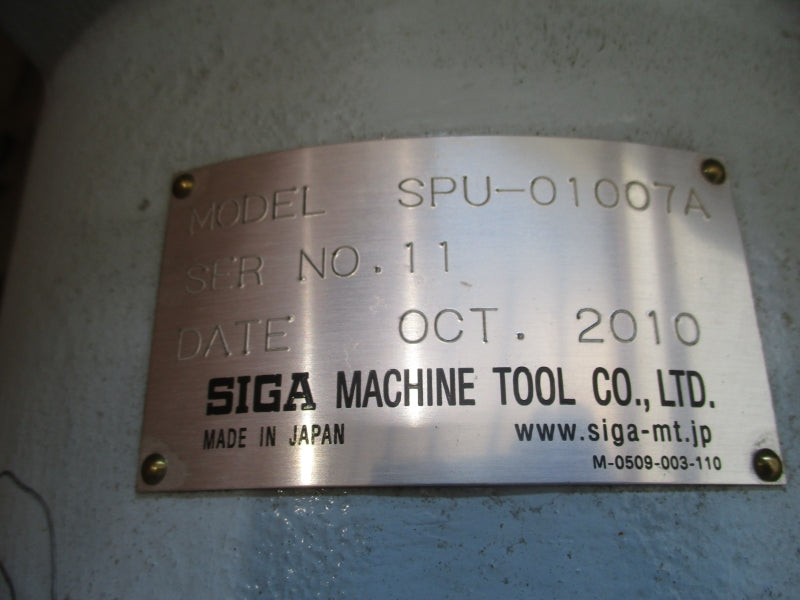 MODEL SPU-01007A
SER NO. 11
DATE OCT. 2010
SIGA MACHINE TOOL CO., LTD.
MADE IN JAPAN www.siga-mt.jp
M-0509-003-110